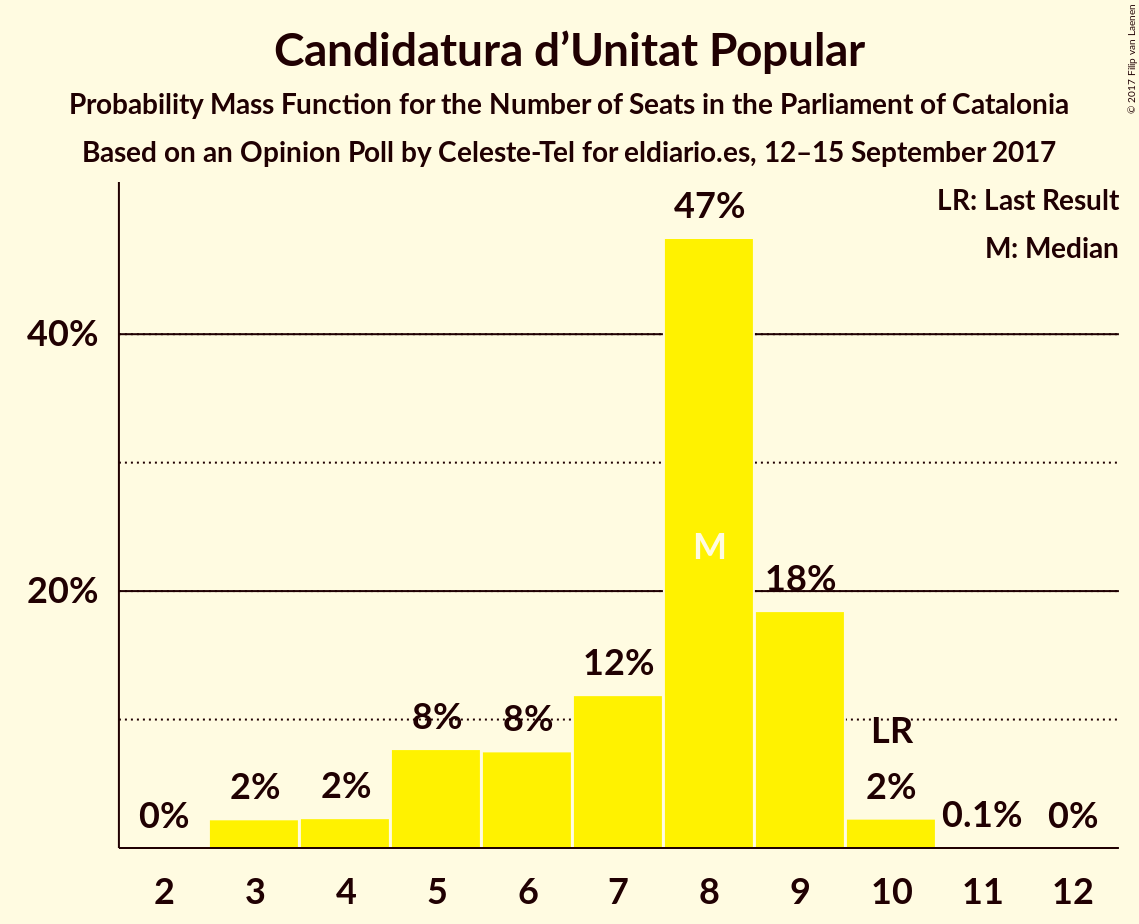 Candidatura d’Unitat Popular
Probability Mass Function for the Number of Seats in the Parliament of Catalonia
Based on an Opinion Poll by Celeste-Tel for eldiario.es, 12–15 September 2017
© 2017 Filip van Laenen
LR: Last Result
M: Median
47%
40%
M
20%
18%
12%
8%
8%
LR
2%
2%
2%
0%
0.1%
0%
2 3 4 5 6 7 8 9 10 11 12